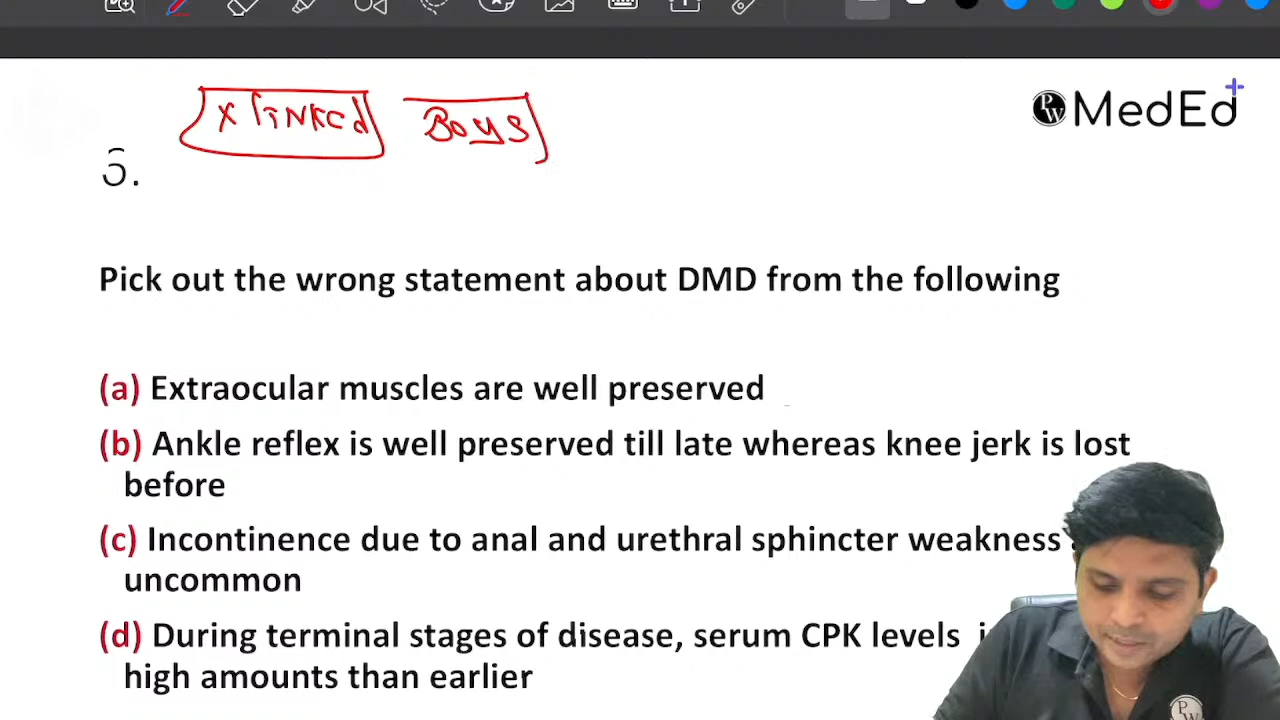 x linked Boys
PW MedEd+
5.
Pick out the wrong statement about DMD from the following
(a) Extraocular muscles are well preserved
(b) Ankle reflex is well preserved till late whereas knee jerk is lost
before
(c) Incontinence due to anal and urethral sphincter weakness
uncommon
(d) During terminal stages of disease, serum CPK levels
high amounts than earlier
PW